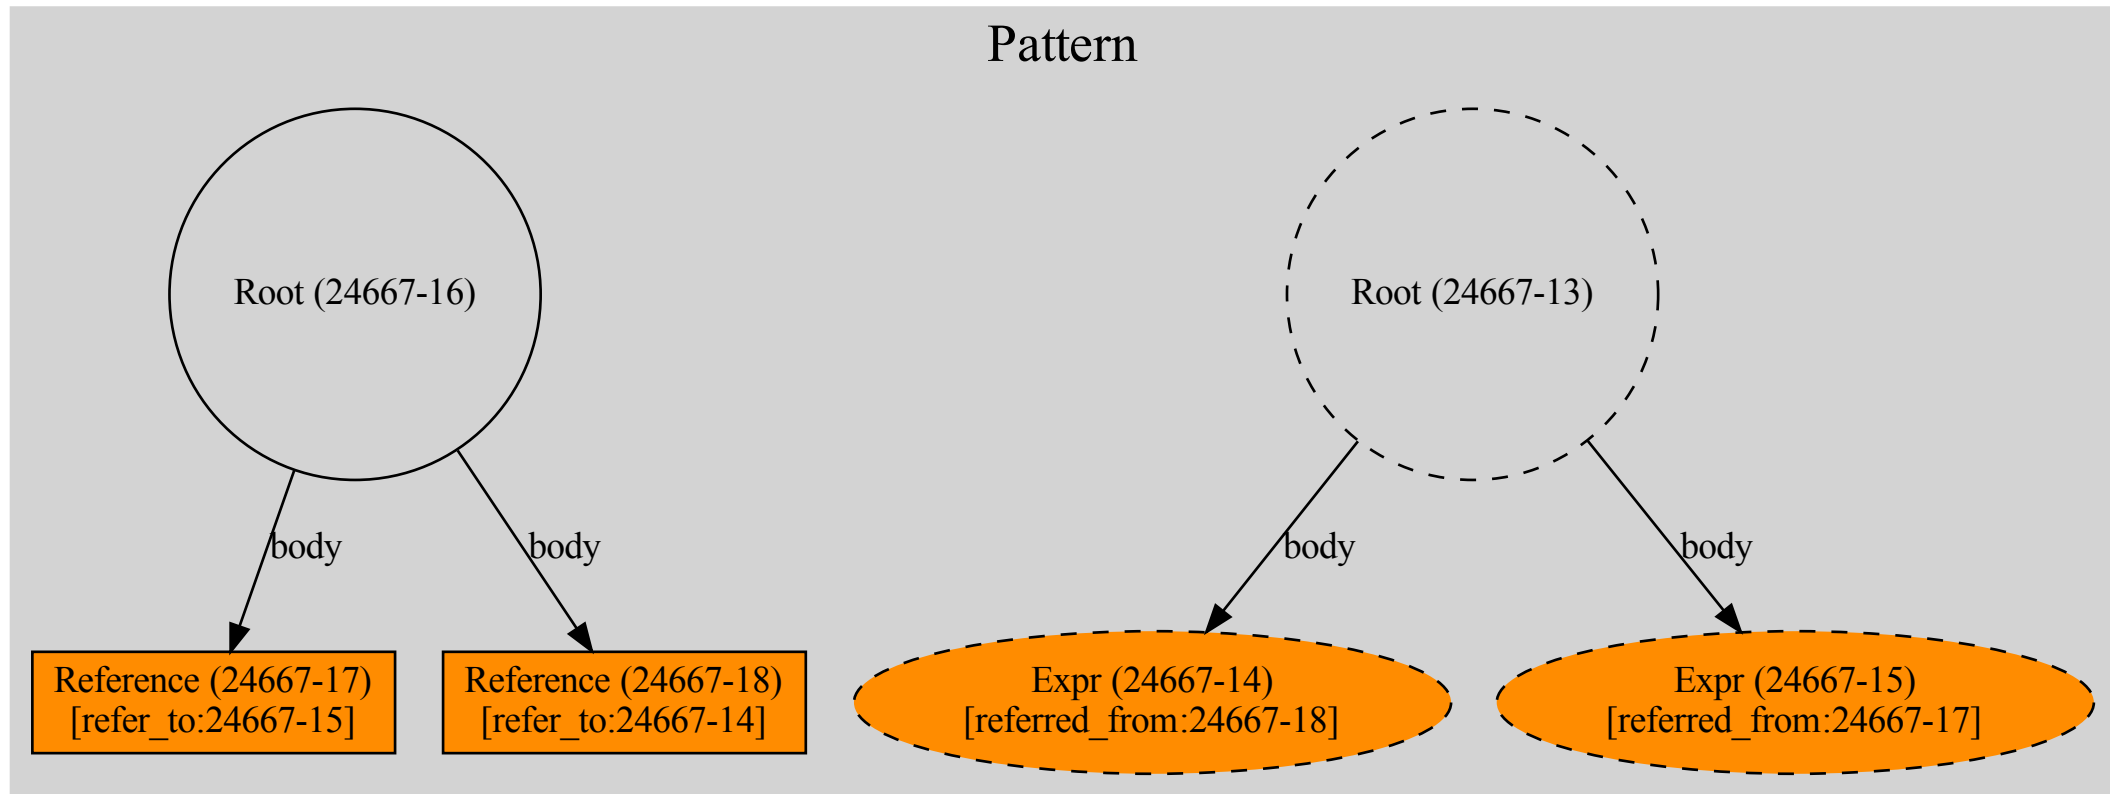 Pattern
Root (24667-16)
Root (24667-13)
body
body
body
body
Reference (24667-17)
[refer_to:24667-15]
Reference (24667-18)
[refer_to:24667-14]
Expr (24667-14)
[referred_from:24667-18]
Expr (24667-15)
[referred_from:24667-17]